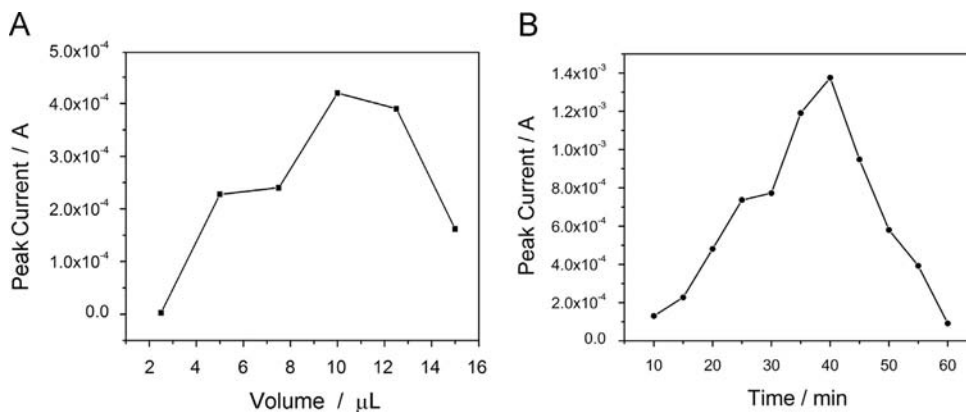 A
5.0x10⁻⁴
4.0x10⁻⁴
3.0x10⁻⁴
2.0x10⁻⁴
1.0x10⁻⁴
0.0
Peak Current / A
2 4 6 8 10 12 14 16
Volume / μL
B
1.4x10⁻³
1.2x10⁻³
1.0x10⁻³
8.0x10⁻⁴
6.0x10⁻⁴
4.0x10⁻⁴
2.0x10⁻⁴
0.0
Peak Current / A
10 20 30 40 50 60
Time / min